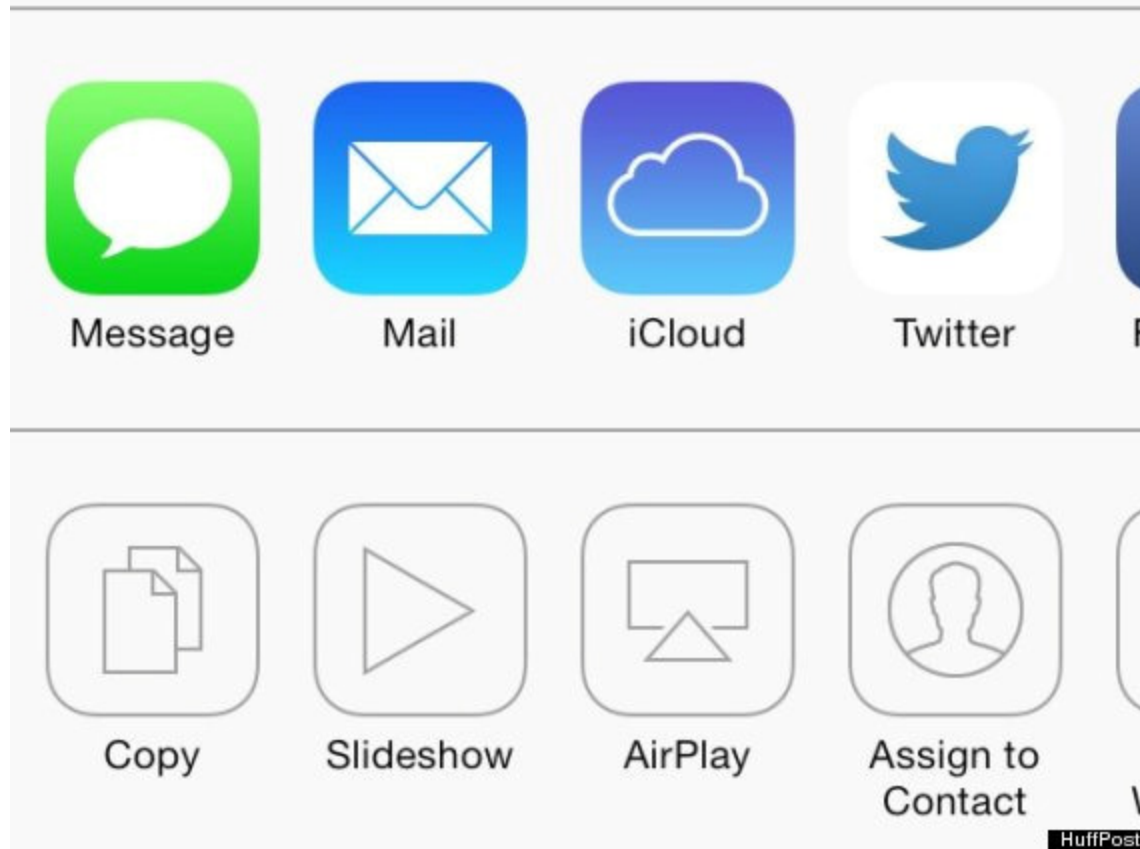 Message
Mail
iCloud
Twitter
Copy
Slideshow
AirPlay
Assign to
Contact
HuffPost